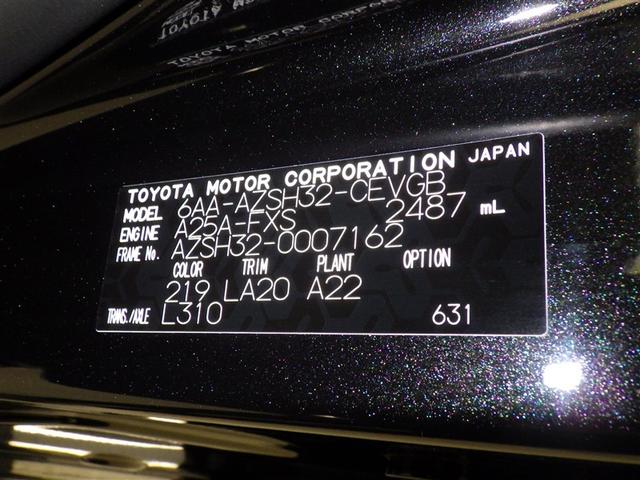 TOYOTA MOTOR CORPORATION JAPAN
MODEL 6AA-AZSH32-CEVGB
ENGINE A25A-FXS 2487 mL
FRAME No. AZSH32-0007162
COLOR TRIM PLANT OPTION
219 LA20 A22
TRANS./AXLE L310 631